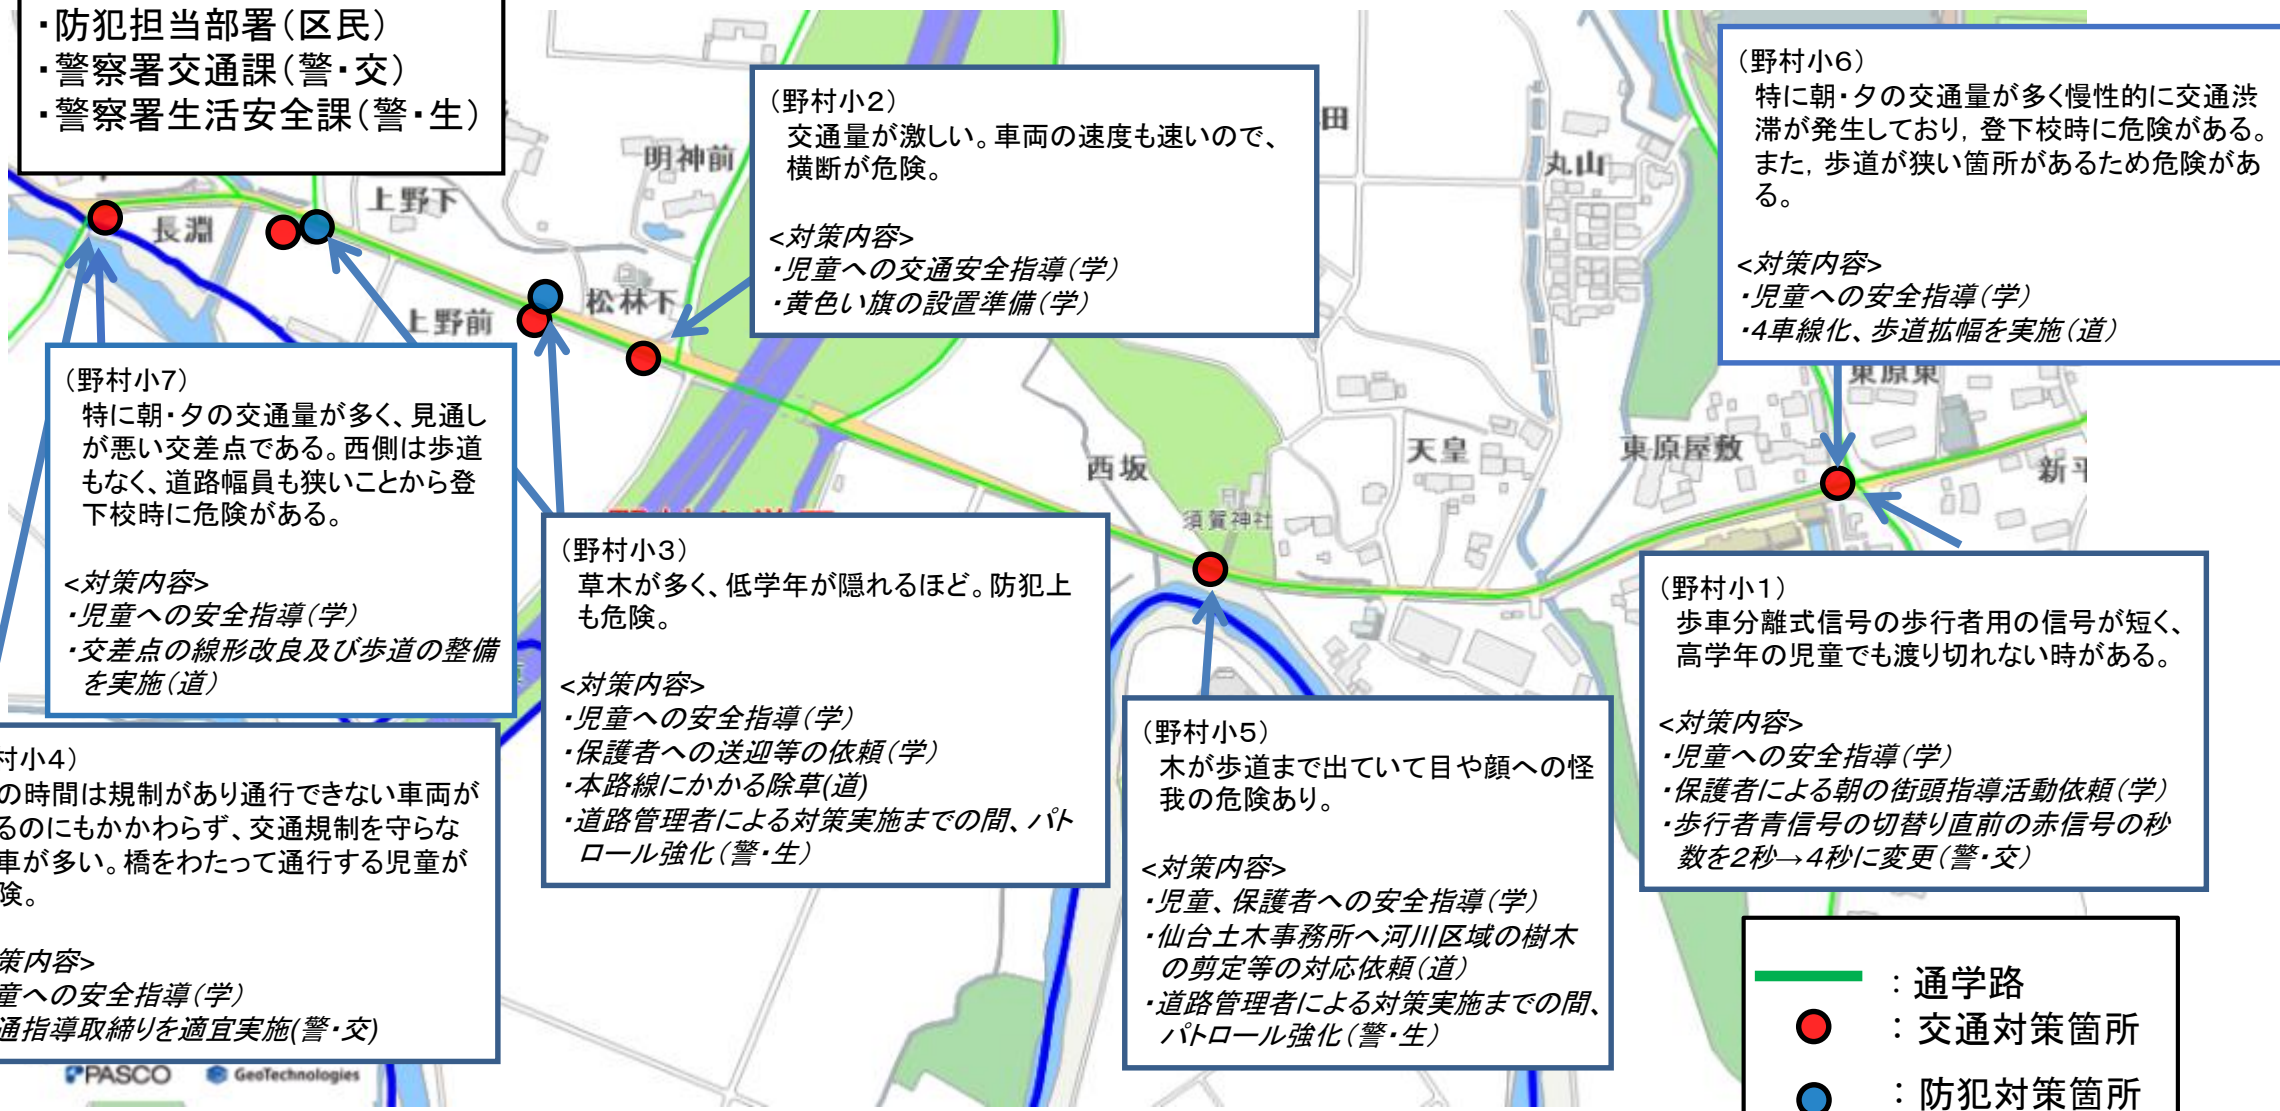 ・防犯担当部署(区民)
・警察署交通課(警・交)
・警察署生活安全課(警・生)
(野村小2)
交通量が激しい。車両の速度も速いので、
横断が危険。
<対策内容>
・児童への交通安全指導(学)
・黄色い旗の設置準備(学)
(野村小6)
特に朝・夕の交通量が多く慢性的に交通渋
滞が発生しており, 登下校時に危険がある。
また, 歩道が狭い箇所があるため危険があ
る。
<対策内容>
・児童への安全指導(学)
・4車線化、歩道拡幅を実施(道)
田
明神前
丸山
上野下
長淵
松林下
上野前
東原東
東原屋敷
天皇
西坂
新平
須賀神社
(野村小7)
特に朝・夕の交通量が多く、見通し
が悪い交差点である。西側は歩道
もなく、道路幅員も狭いことから登
下校時に危険がある。
<対策内容>
・児童への安全指導(学)
・交差点の線形改良及び歩道の整備
を実施(道)
(野村小3)
草木が多く、低学年が隠れるほど。防犯上
も危険。
<対策内容>
・児童への安全指導(学)
・保護者への送迎等の依頼(学)
・本路線にかかる除草(道)
・道路管理者による対策実施までの間、パト
ロール強化(警・生)
(野村小1)
歩車分離式信号の歩行者用の信号が短く、
高学年の児童でも渡り切れない時がある。
<対策内容>
・児童への安全指導(学)
・保護者による朝の街頭指導活動依頼(学)
・歩行者青信号の切替り直前の赤信号の秒
数を2秒→4秒に変更(警・交)
村小4)
の時間は規制があり通行できない車両が
るのにもかかわらず、交通規制を守らな
車が多い。橋をわたって通行する児童が
険。
策内容>
童への安全指導(学)
通指導取締りを適宜実施(警・交)
(野村小5)
木が歩道まで出ていて目や顔への怪
我の危険あり。
<対策内容>
・児童、保護者への安全指導(学)
・仙台土木事務所へ河川区域の樹木
の剪定等の対応依頼(道)
・道路管理者による対策実施までの間、
パトロール強化(警・生)
：通学路
：交通対策箇所
：防犯対策箇所
PASCO
GeoTechnologies